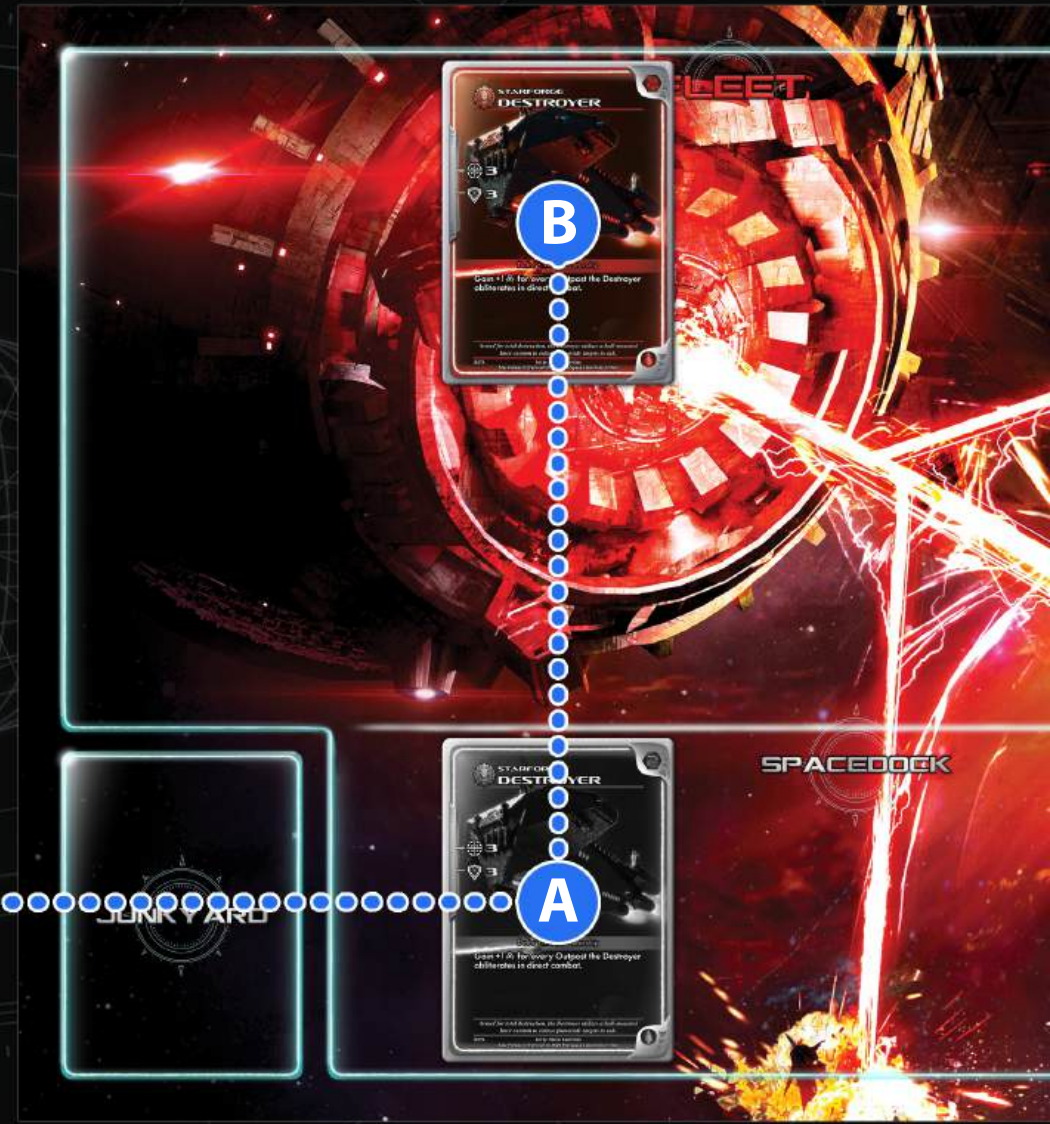 FLEET
STARFORGE
DESTROYER
3
3
B
Gain +1 for every Outpost the Destroyer
obliterates in direct combat.
SPACEDOCK
STARFORGE
DESTROYER
3
3
A
Gain +1 for every Outpost the Destroyer
obliterates in direct combat.
JUNKYARD